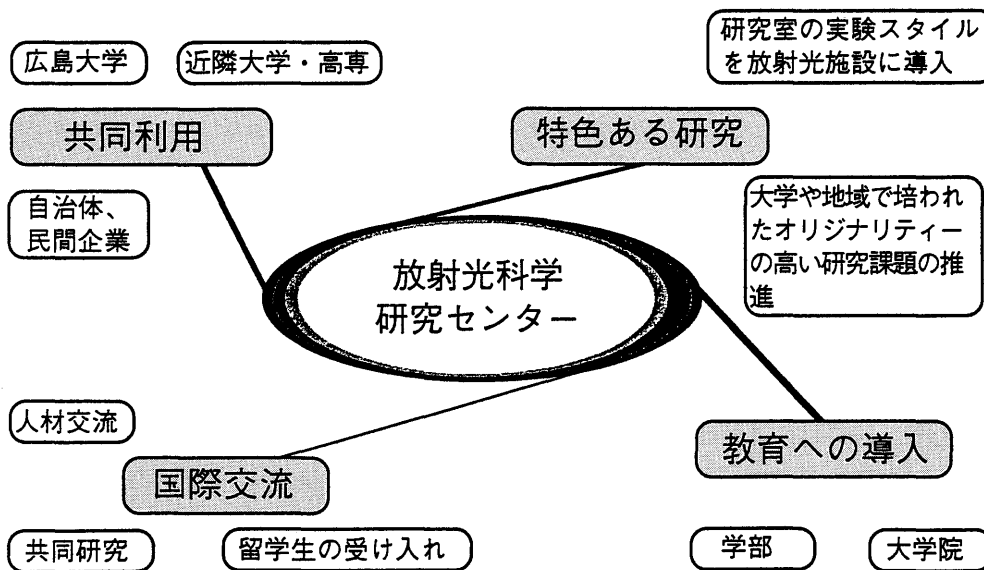 広島大学
近隣大学・高専
共同利用
自治体、
民間企業
研究室の実験スタイル
を放射光施設に導入
特色ある研究
大学や地域で培われ
たオリジナリティー
の高い研究課題の推
進
放射光科学
研究センター
人材交流
国際交流
共同研究
留学生の受け入れ
教育への導入
学部
大学院